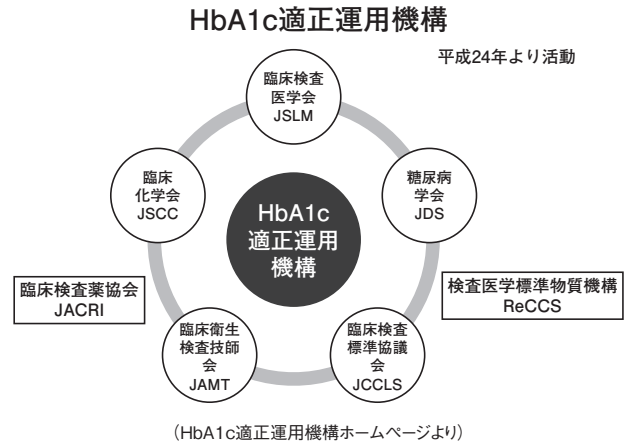 HbA1c適正運用機構
平成24年より活動
臨床検査
医学会
JSLM
臨床
化学会
JSCC
糖尿病
学会
JDS
HbA1c
適正運用
機構
臨床検査薬協会
JACRI
検査医学標準物質機構
ReCCS
臨床衛生
検査技師
会
JAMT
臨床検査
標準協議
会
JCCLS
（HbA1c適正運用機構ホームページより）